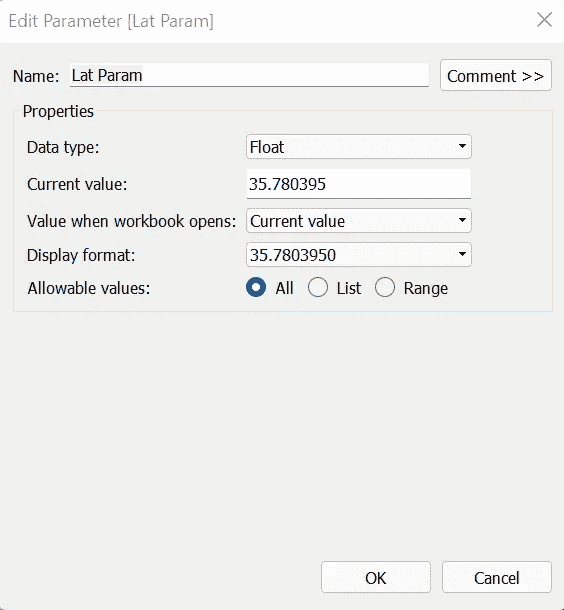 Edit Parameter [Lat Param]
Name: Lat Param Comment >>
Properties
Data type: Float
Current value: 35.780395
Value when workbook opens: Current value
Display format: 35.7803950
Allowable values: All List Range
OK Cancel